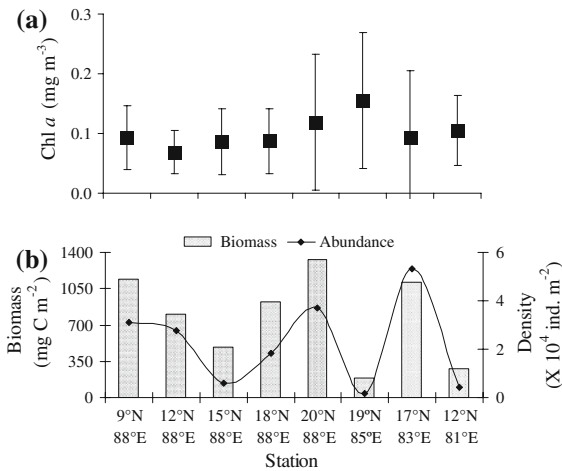 (a)
Chl a (mg m⁻³)
0.3
0.2
0.1
0.0
(b)
Biomass Abundance
Biomass
(mg C m⁻²)
1400
1050
700
350
0
6
4
2
0
Density
(X 10⁴ ind. m⁻²)
9°N 12°N 15°N 18°N 20°N 19°N 17°N 12°N
88°E 88°E 88°E 88°E 88°E 85°E 83°E 81°E
Station